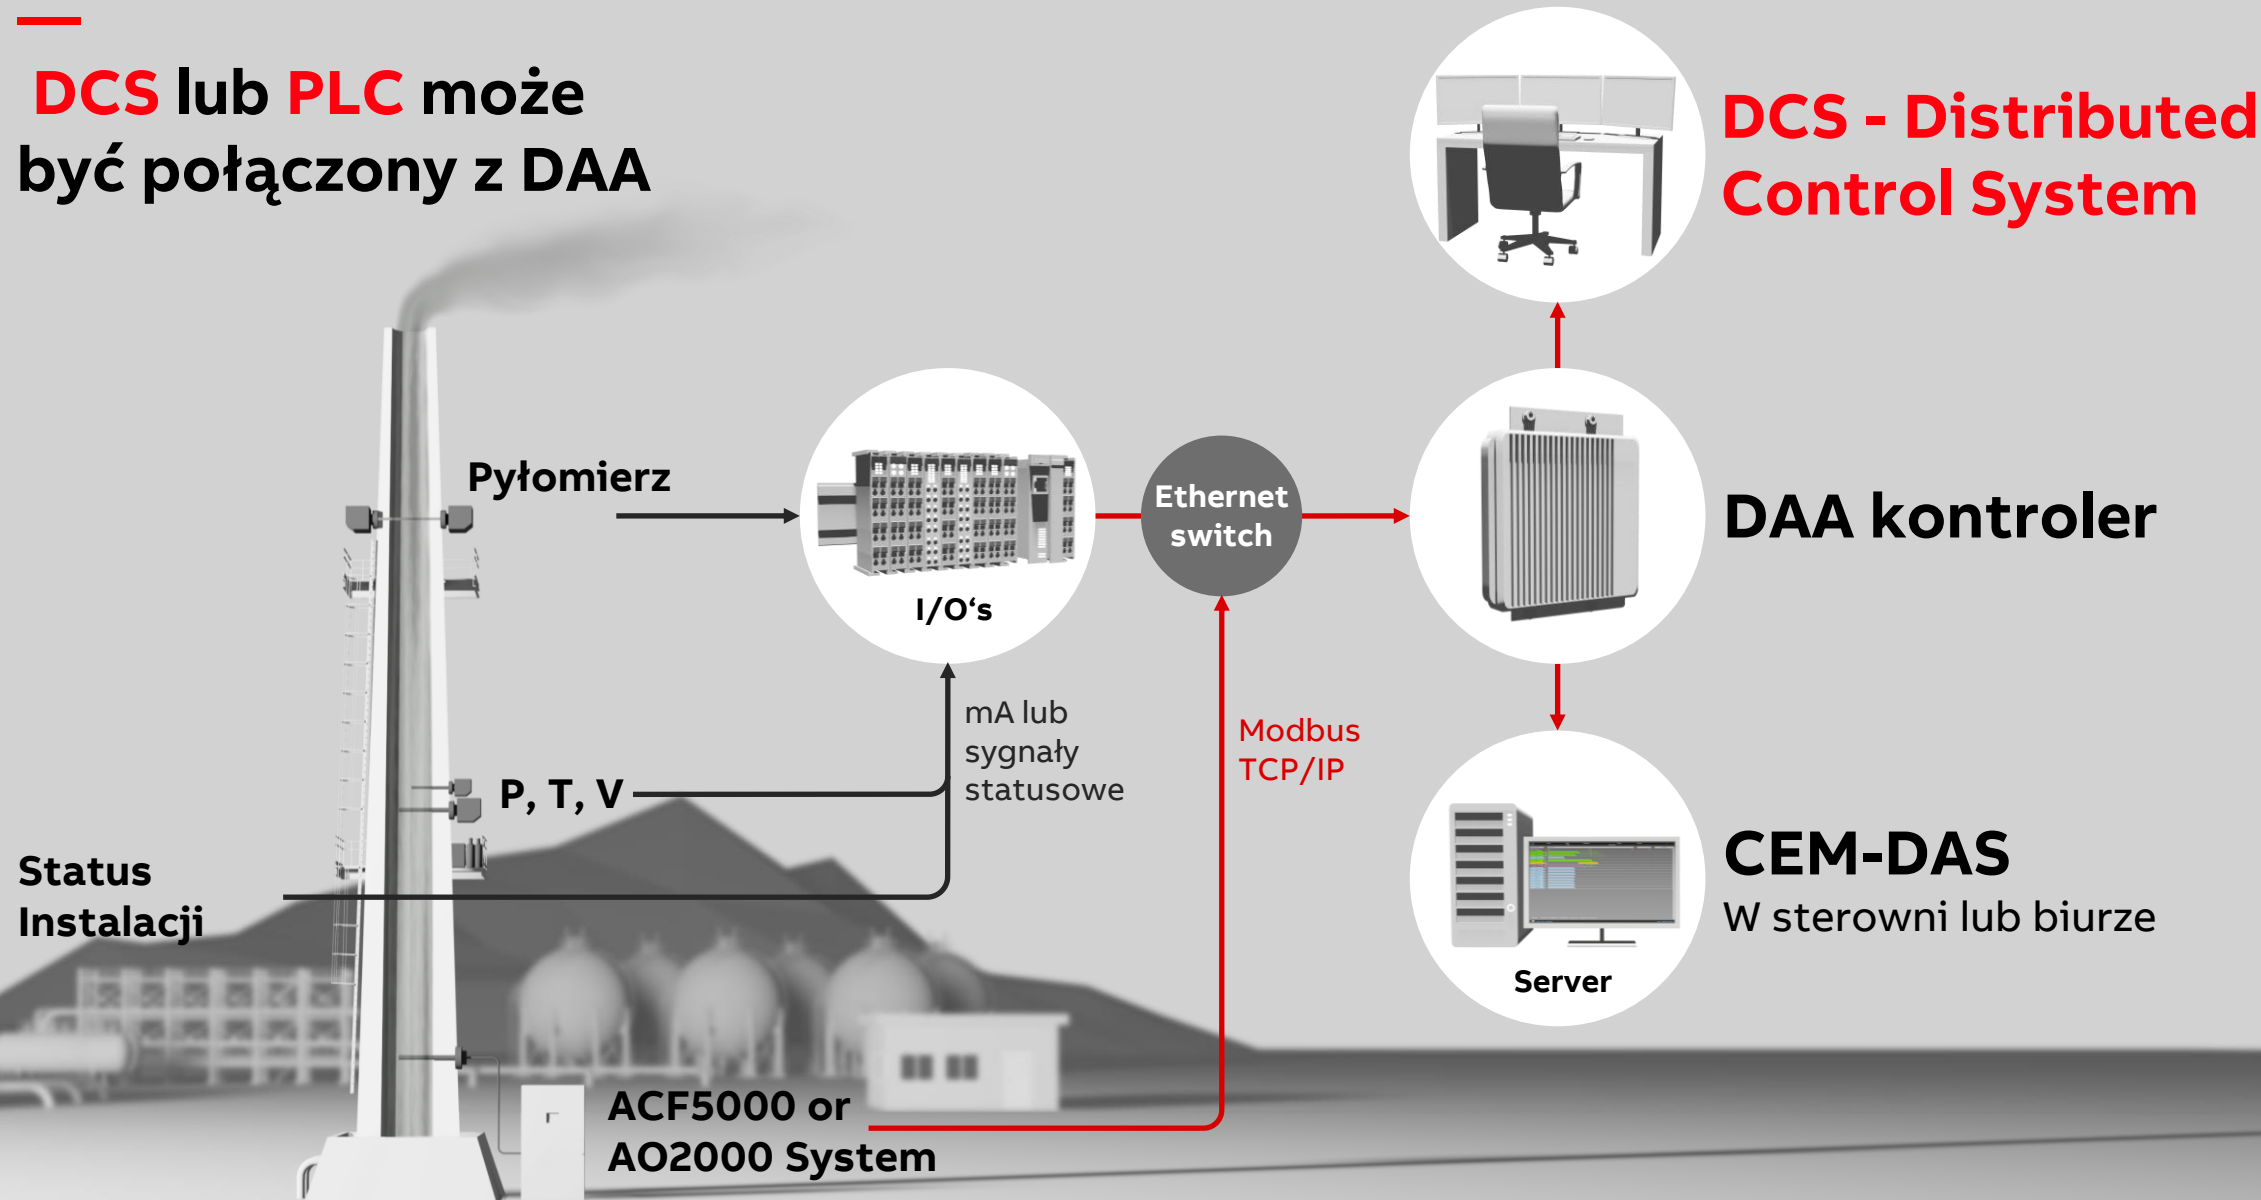 DCS lub PLC może
być połączony z DAA
DCS - Distributed
Control System
Pyłomierz
I/O‘s
Ethernet
switch
DAA kontroler
mA lub
sygnały
statusowe
Modbus
TCP/IP
P, T, V
Status
Instalacji
CEM-DAS
W sterowni lub biurze
Server
ACF5000 or
AO2000 System